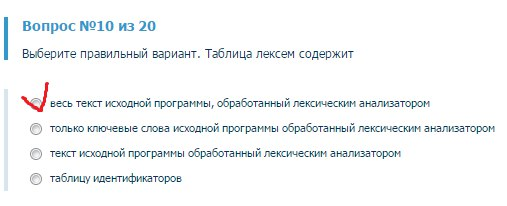 Вопрос №10 из 20
Выберите правильный вариант. Таблица лексем содержит
весь текст исходной программы, обработанный лексическим анализатором
только ключевые слова исходной программы обработанный лексическим анализатором
текст исходной программы обработанный лексическим анализатором
таблицу идентификаторов